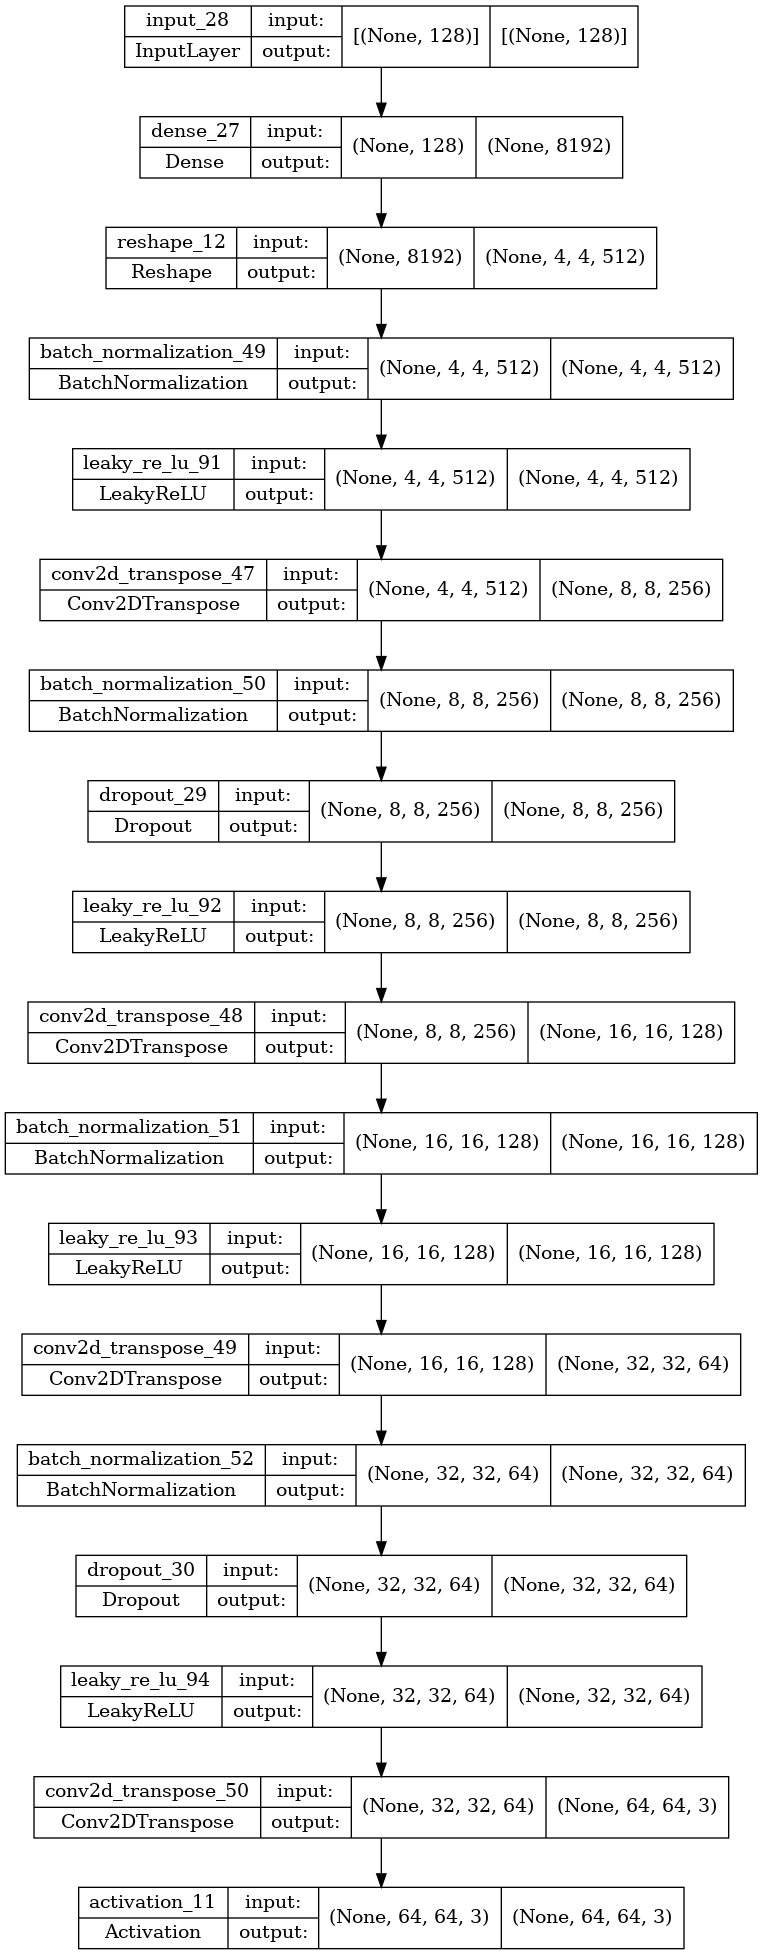 input_28 input: [(None, 128)] [(None, 128)]
InputLayer output:
dense_27 input: (None, 128) (None, 8192)
Dense output:
reshape_12 input: (None, 8192) (None, 4, 4, 512)
Reshape output:
batch_normalization_49 input: (None, 4, 4, 512) (None, 4, 4, 512)
BatchNormalization output:
leaky_re_lu_91 input: (None, 4, 4, 512) (None, 4, 4, 512)
LeakyReLU output:
conv2d_transpose_47 input: (None, 4, 4, 512) (None, 8, 8, 256)
Conv2DTranspose output:
batch_normalization_50 input: (None, 8, 8, 256) (None, 8, 8, 256)
BatchNormalization output:
dropout_29 input: (None, 8, 8, 256) (None, 8, 8, 256)
Dropout output:
leaky_re_lu_92 input: (None, 8, 8, 256) (None, 8, 8, 256)
LeakyReLU output:
conv2d_transpose_48 input: (None, 8, 8, 256) (None, 16, 16, 128)
Conv2DTranspose output:
batch_normalization_51 input: (None, 16, 16, 128) (None, 16, 16, 128)
BatchNormalization output:
leaky_re_lu_93 input: (None, 16, 16, 128) (None, 16, 16, 128)
LeakyReLU output:
conv2d_transpose_49 input: (None, 16, 16, 128) (None, 32, 32, 64)
Conv2DTranspose output:
batch_normalization_52 input: (None, 32, 32, 64) (None, 32, 32, 64)
BatchNormalization output:
dropout_30 input: (None, 32, 32, 64) (None, 32, 32, 64)
Dropout output:
leaky_re_lu_94 input: (None, 32, 32, 64) (None, 32, 32, 64)
LeakyReLU output:
conv2d_transpose_50 input: (None, 32, 32, 64) (None, 64, 64, 3)
Conv2DTranspose output:
activation_11 input: (None, 64, 64, 3) (None, 64, 64, 3)
Activation output: